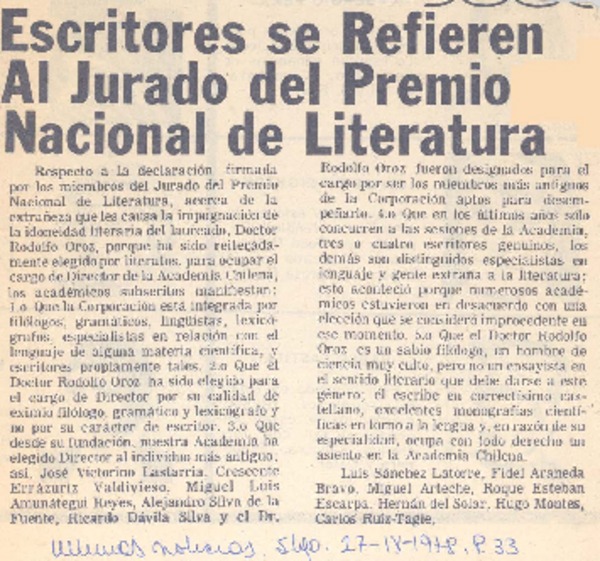 Escritores se Refieren
Al Jurado del Premio
Nacional de Literatura
Respecto a la declaración firmada
por los miembros del Jurado del Premio
Nacional de Literatura, acerca de la
extrañeza que les causa la impugnación de
la idoneidad literaria del laureado, Doctor
Rodolfo Oroz, porque ha sido reiterada-
mente elegido por literatos, para ocupar el
cargo de Director de la Academia Chilena,
los académicos subscritos manifiestan:
1.o Que la Corporación está integrada por
filólogos, gramáticos, lingüistas, lexicó-
grafos, especialistas en relación con el
lenguaje de alguna materia científica, y
escritores propiamente tales. 2.o Que el
Doctor Rodolfo Oroz, ha sido elegido para
el cargo de Director por su calidad de
eximio filólogo, gramático y lexicógrafo y
no por su carácter de escritor. 3.o Que
desde su fundación, nuestra Academia ha
elegido Director al individuo más antiguo;
así, José Victorino Lastarria, Crescente
Errázuriz Valdivieso, Miguel Luis
Amunátegui Reyes, Alejandro Silva de la
Fuente, Ricardo Dávila Silva y el Dr.
Rodolfo Oroz fueron designados para el
cargo por ser los miembros más antiguos
de la Corporación aptos para desem-
peñarlo. 4.o Que en los últimos años sólo
concurren a las sesiones de la Academia,
tres o cuatro escritores genuinos, los
demás son distinguidos especialistas en
lenguaje y gente extraña a la literatura;
esto aconteció porque numerosos acadé-
micos estuvieron en desacuerdo con una
elección que se consideró improcedente en
ese momento. 5.o Que el Doctor Rodolfo
Oroz es un sabio filólogo, un hombre de
ciencia muy culto, pero no un ensayista en
el sentido literario que debe darse a este
género; él escribe en correctísimo cas-
tellano, excelentes monografías científi-
ficas en torno a la lengua y, en razón de su
especialidad, ocupa con todo derecho un
asiento en la Academia Chilena.
Luis Sánchez Latorre, Fidel Araneda
Bravo, Miguel Arteche, Roque Esteban
Escarpa, Hernán del Solar, Hugo Montes,
Carlos Ruiz-Tagle.
Últimas noticias, Stgo. 27-IX-1978, P. 33